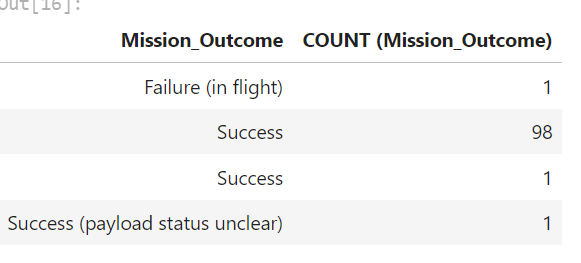 Out[16]:
Mission_Outcome COUNT (Mission_Outcome)
Failure (in flight) 1
Success 98
Success 1
Success (payload status unclear) 1